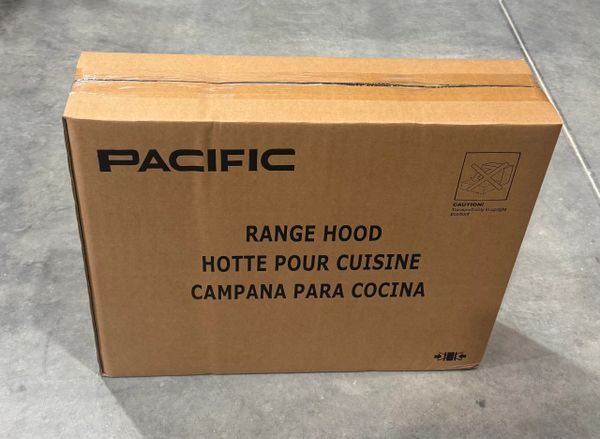 PACIFIC
CAUTION!
RANGE HOOD
HOTTE POUR CUISINE
CAMPANA PARA COCINA